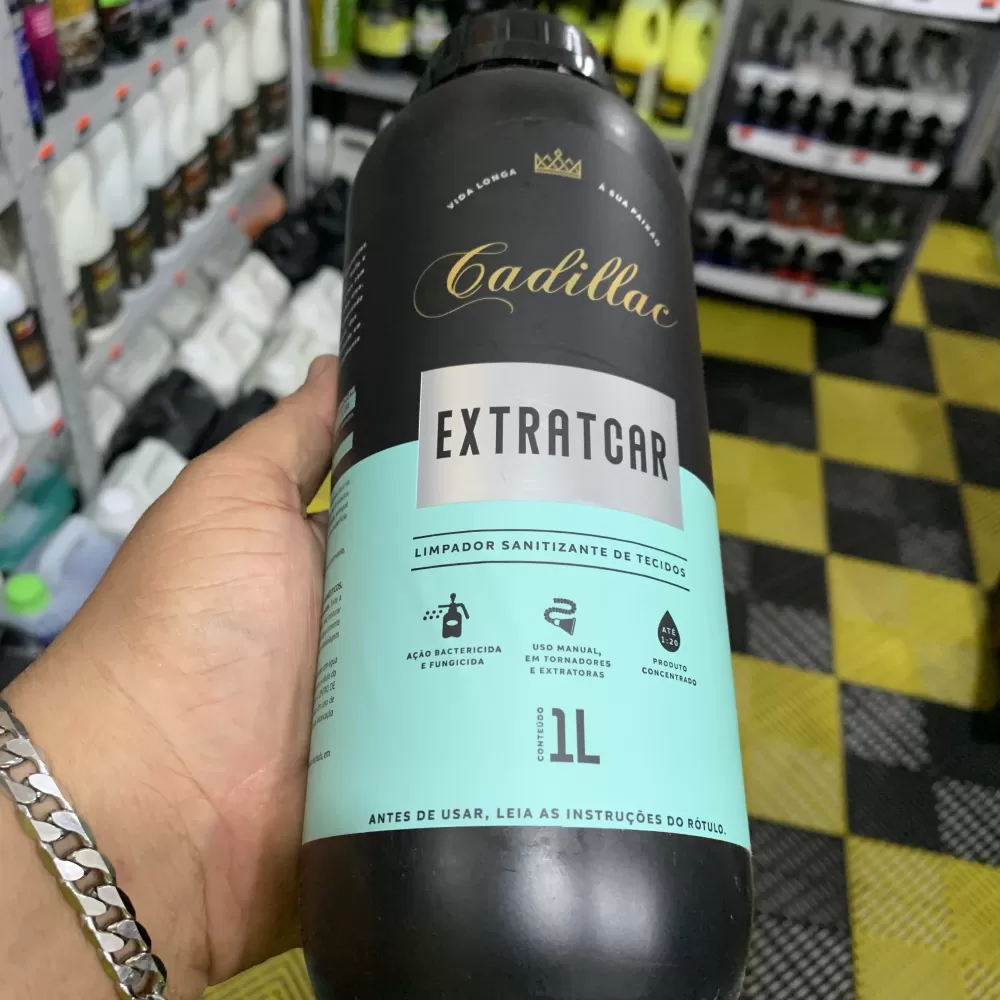 VIDA LONGA À SUA PAIXÃO
Cadillac
EXTRATCAR
LIMPADOR SANITIZANTE DE TECIDOS
AÇÃO BACTERICIDA
E FUNGICIDA
USO MANUAL,
EM TORNADORES
E EXTRATORAS
ATÉ
1:20
PRODUTO
CONCENTRADO
CONTEÚDO
1L
ANTES DE USAR, LEIA AS INSTRUÇÕES DO RÓTULO.